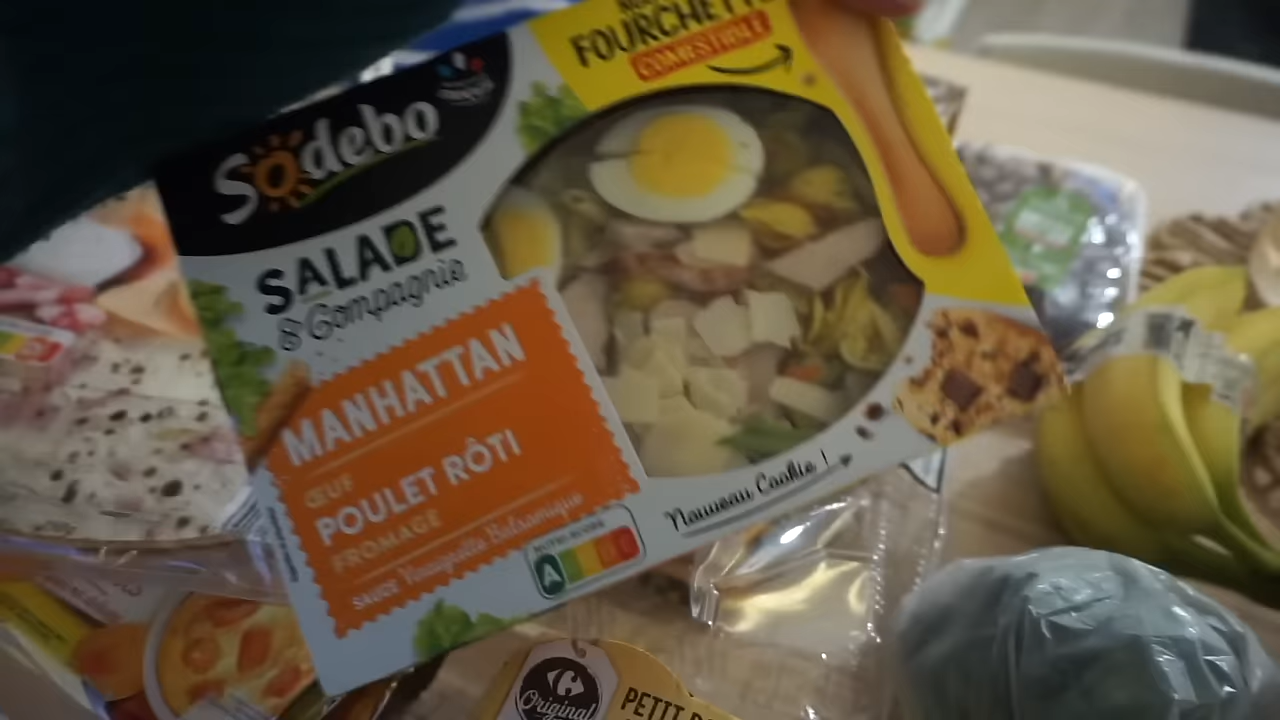 FOURCHETTE
COMESTIBLE
Sodebo
SALADE
& Compagnie
MANHATTAN
ŒUF
POULET RÔTI
FROMAGE
SAUCE Vinaigrette Balsamique
Nouveau Cookie !
NUTRI-SCORE
A
Original
PETIT